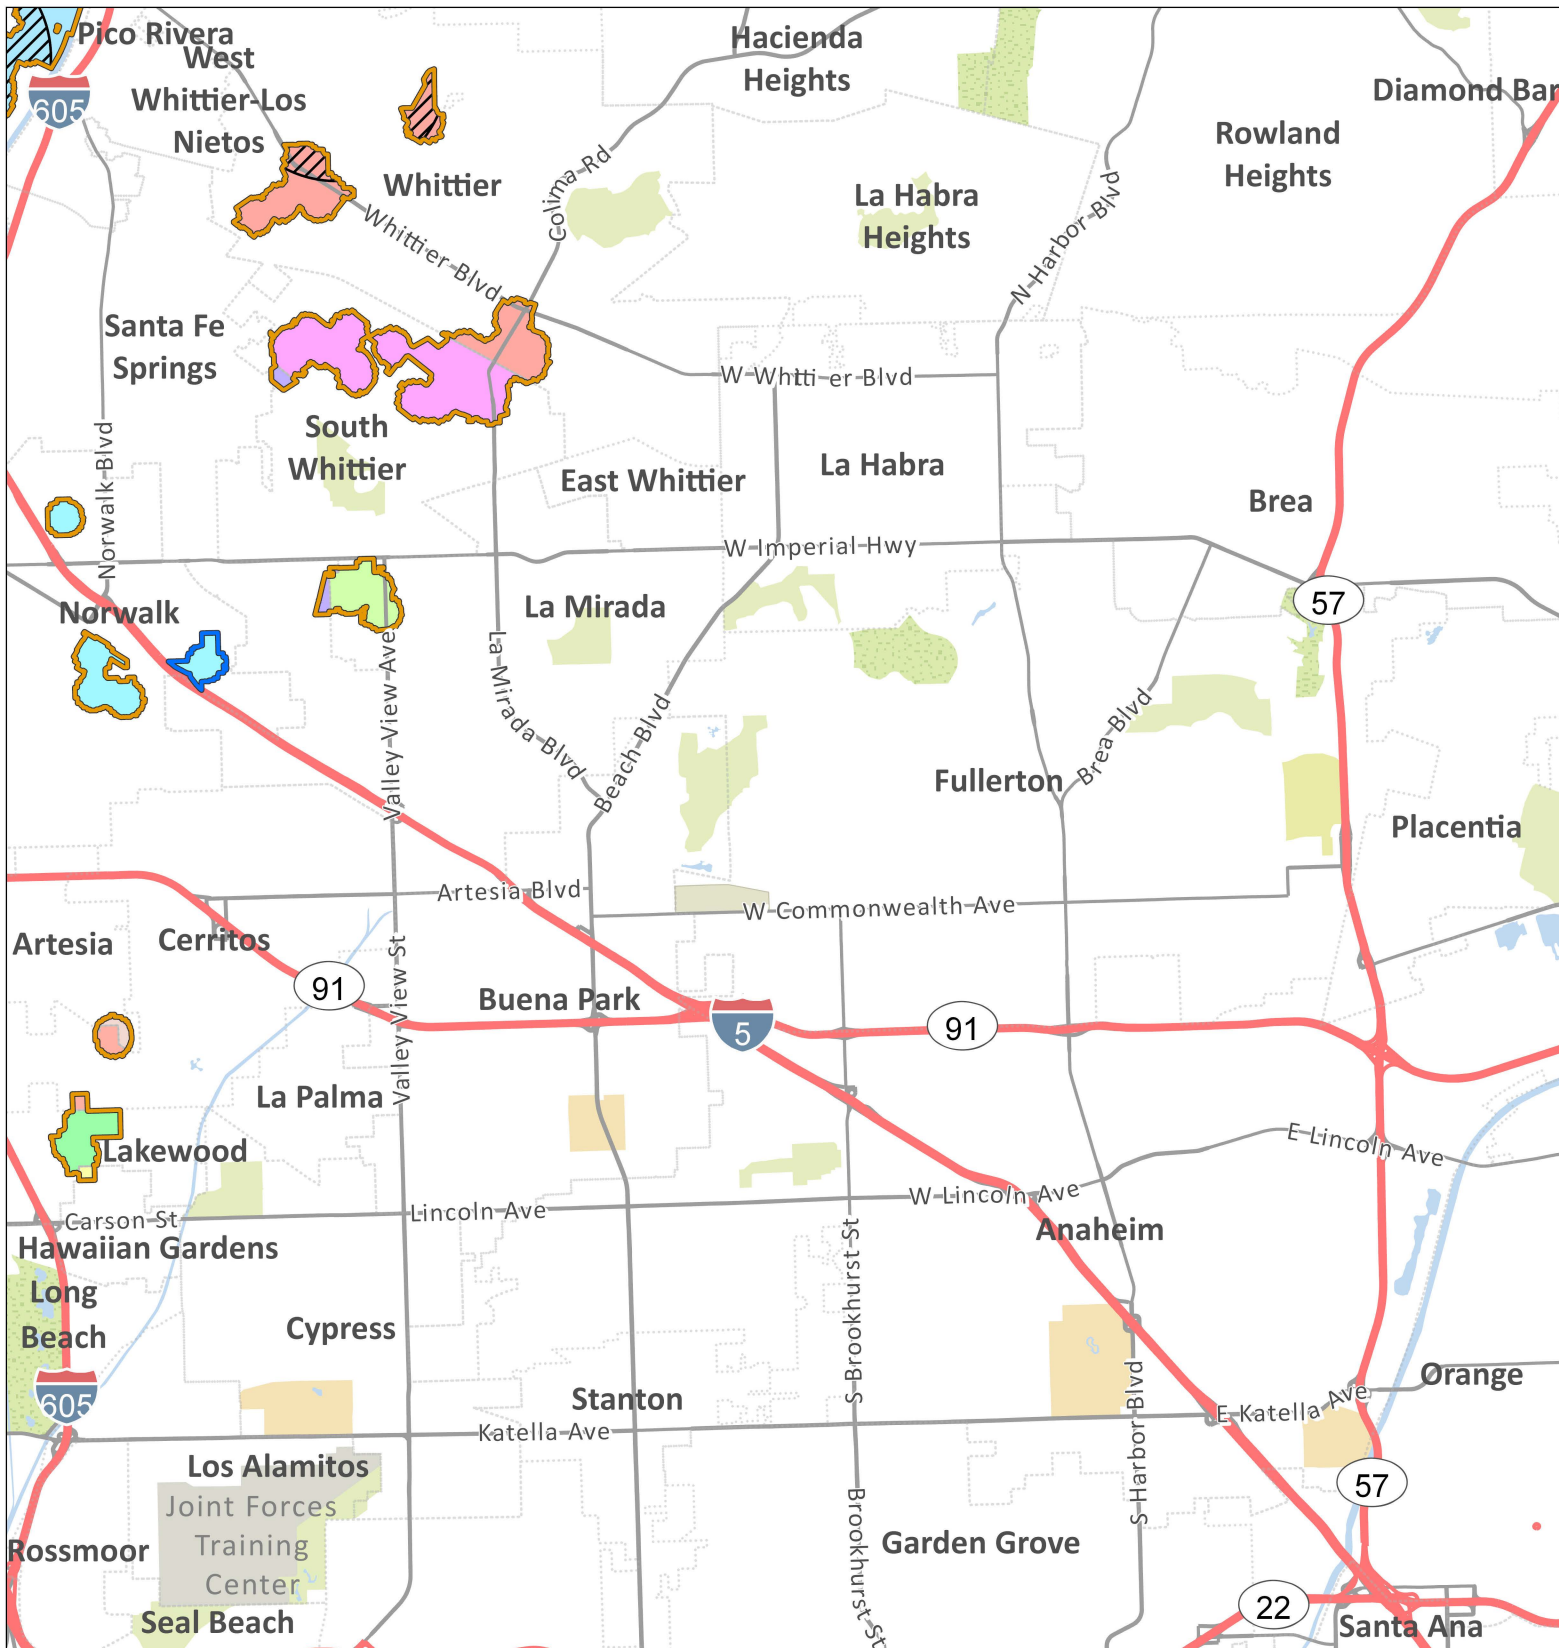 Pico Rivera
West
Whittier-Los
Nietos
605
Hacienda
Heights
Diamond Bar
Rowland
Heights
Whittier
Colima Rd
La Habra
Heights
N Harbor Blvd
Whittier Blvd
Santa Fe
Springs
W Whittier Blvd
South
Whittier
East Whittier
La Habra
Brea
Norwalk Blvd
W Imperial Hwy
57
Norwalk
La Mirada
Valley View Ave
La Mirada Blvd
Beach Blvd
Brea Blvd
Fullerton
Placentia
Artesia Blvd
W Commonwealth Ave
Artesia
Cerritos
91
Valley View St
Buena Park
5
91
La Palma
Lakewood
E Lincoln Ave
Carson St
Lincoln Ave
W Lincoln Ave
Hawaiian Gardens
Anaheim
Long
Beach
S Brookhurst St
Cypress
605
Stanton
S Harbor Blvd
Orange
Katella Ave
E Katella Ave
Los Alamitos
57
Joint Forces
Training
Center
Rossmoor
Brookhurst St
Garden Grove
22
Seal Beach
Santa Ana